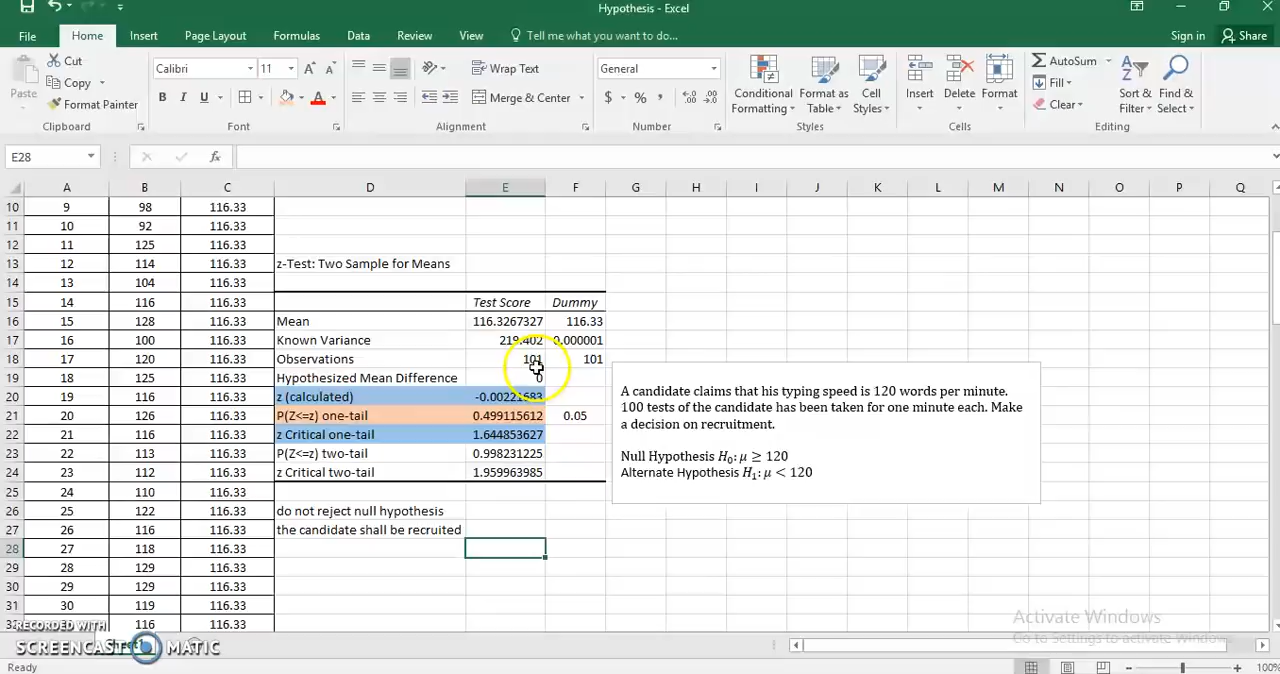 Hypothesis - Excel
File Home Insert Page Layout Formulas Data Review View Tell me what you want to do... Sign in Share
Cut
Copy
Format Painter
Paste
Calibri 11
B I U
Wrap Text
Merge & Center
General
$ % ,
Conditional Formatting
Format as Table
Cell Styles
Insert Delete Format
AutoSum
Fill
Clear
Sort & Filter
Find & Select
Clipboard Font Alignment Number Styles Cells Editing
E28 fx
A B C D E F G H I J K L M N O P Q
10 9 98 116.33
11 10 92 116.33
12 11 125 116.33
13 12 114 116.33 z-Test: Two Sample for Means
14 13 104 116.33
15 14 116 116.33 Test Score Dummy
16 15 128 116.33 Mean 116.3267327 116.33
17 16 100 116.33 Known Variance 219.402 0.000001
18 17 120 116.33 Observations 101 101
19 18 125 116.33 Hypothesized Mean Difference 0
20 19 116 116.33 z (calculated) -0.00221683
21 20 126 116.33 P(Z<=z) one-tail 0.499115612 0.05
22 21 116 116.33 z Critical one-tail 1.644853627
23 22 113 116.33 P(Z<=z) two-tail 0.998231225
24 23 112 116.33 z Critical two-tail 1.959963985
25 24 110 116.33
26 25 122 116.33 do not reject null hypothesis
27 26 116 116.33 the candidate shall be recruited
28 27 118 116.33
29 28 129 116.33
30 29 129 116.33
31 30 119 116.33
116.33
A candidate claims that his typing speed is 120 words per minute.
100 tests of the candidate has been taken for one minute each. Make
a decision on recruitment.
Null Hypothesis H₀: μ ≥ 120
Alternate Hypothesis H₁: μ < 120
Activate Windows
Go to Settings to activate Windows.
RECORDED WITH
SCREENCAST MATIC
Ready
100%